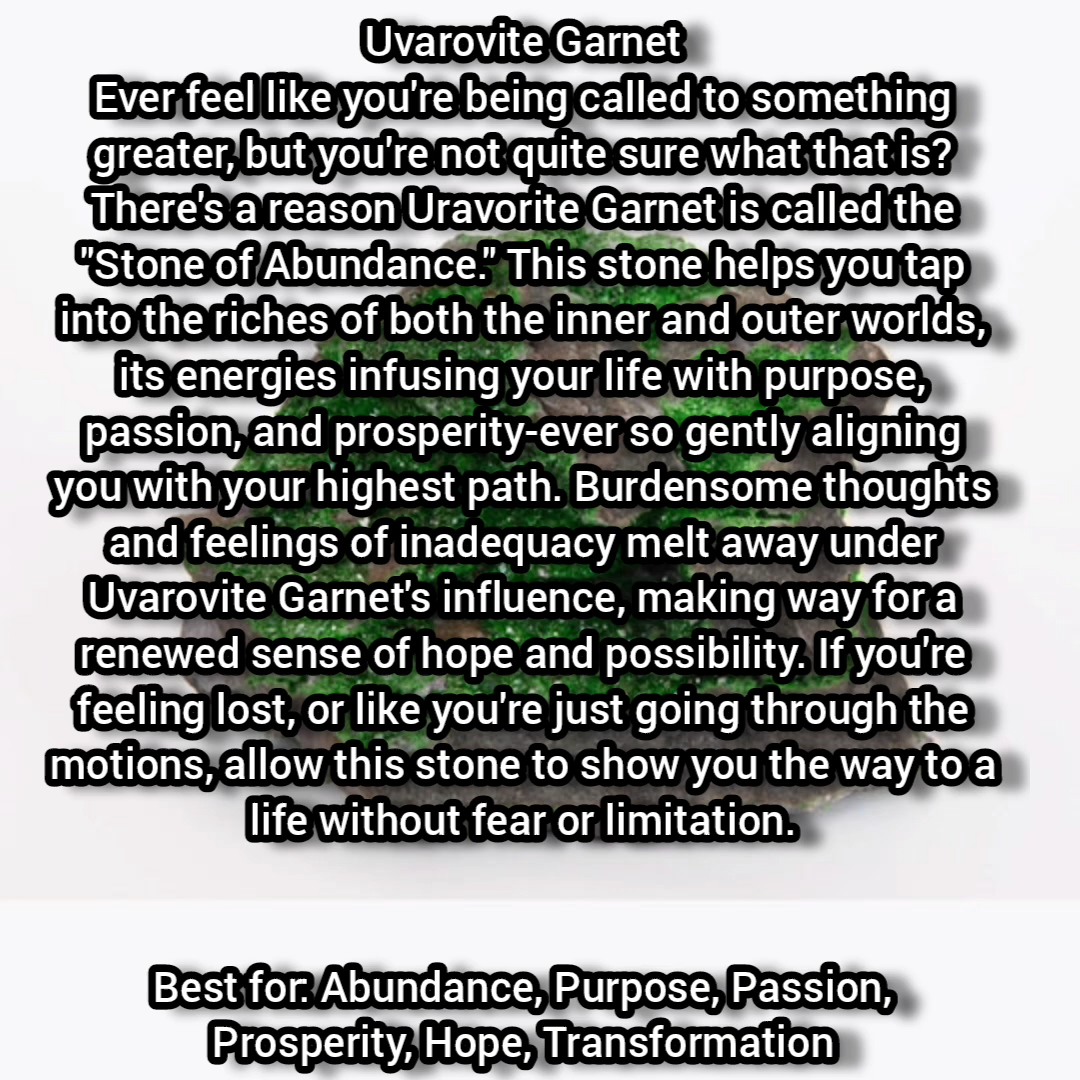 Uvarovite Garnet
Ever feel like you're being called to something
greater, but you're not quite sure what that is?
There's a reason Uravorite Garnet is called the
"Stone of Abundance." This stone helps you tap
into the riches of both the inner and outer worlds,
its energies infusing your life with purpose,
passion, and prosperity-ever so gently aligning
you with your highest path. Burdensome thoughts
and feelings of inadequacy melt away under
Uvarovite Garnet's influence, making way for a
renewed sense of hope and possibility. If you're
feeling lost, or like you're just going through the
motions, allow this stone to show you the way to a
life without fear or limitation.
Best for: Abundance, Purpose, Passion,
Prosperity, Hope, Transformation